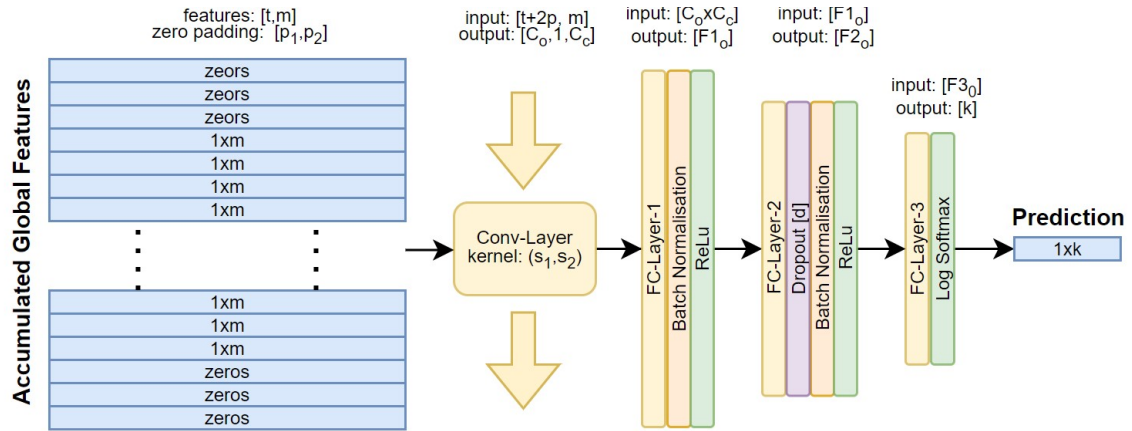 features: [t,m]
zero padding: [p1,p2]
Accumulated Global Features
zeors
zeors
zeors
1xm
1xm
1xm
1xm
1xm
1xm
1xm
zeros
zeros
zeros
input: [t+2p, m]
output: [Co,1,Cc]
Conv-Layer
kernel: (s1,s2)
input: [CoxCc]
output: [F1o]
FC-Layer-1
Batch Normalisation
ReLu
input: [F1o]
output: [F2o]
FC-Layer-2
Dropout [d]
Batch Normalisation
ReLu
input: [F30]
output: [k]
FC-Layer-3
Log Softmax
Prediction
1xk